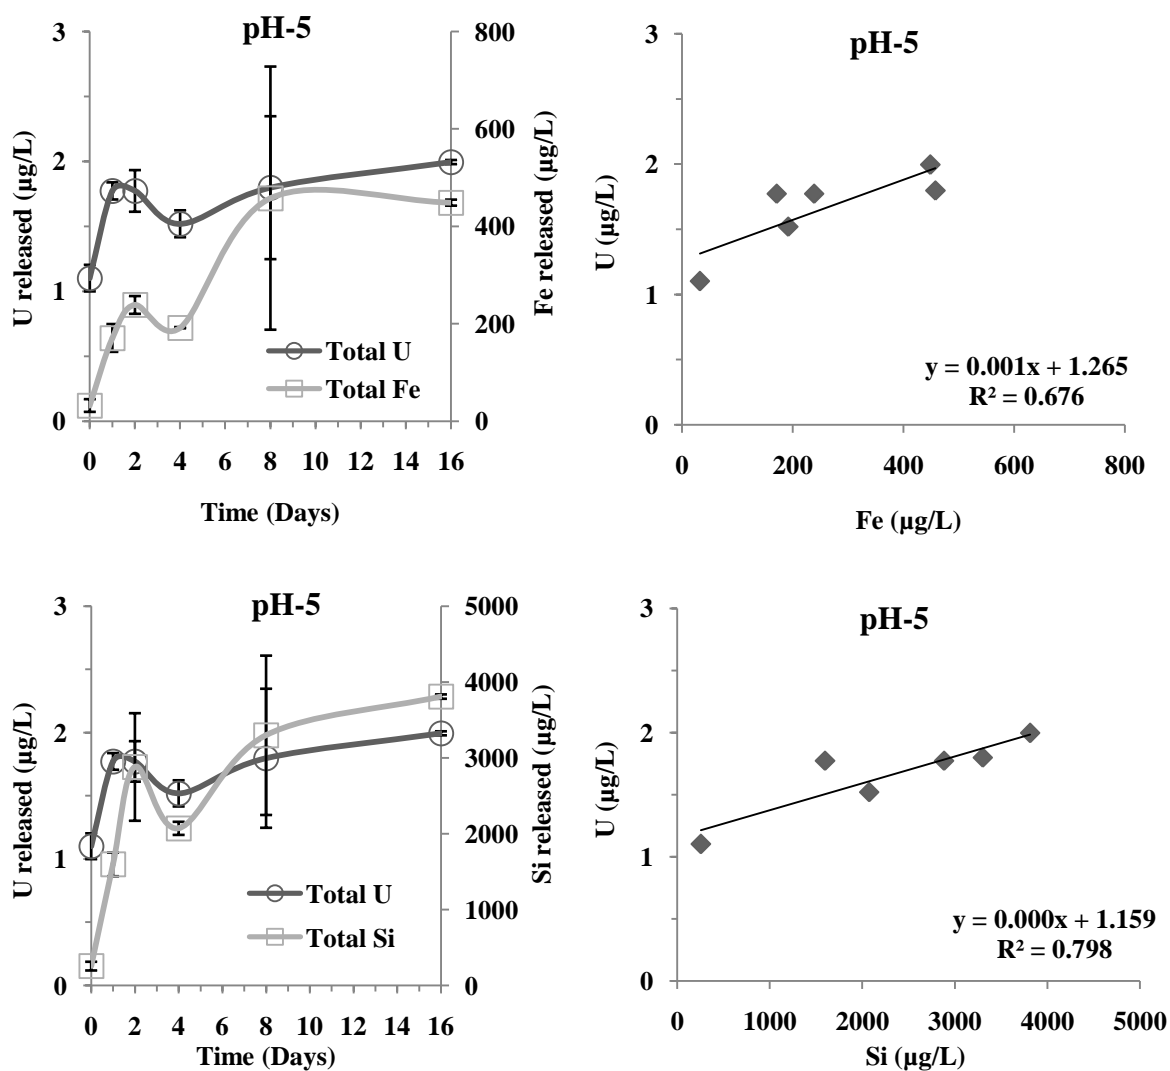 pH-5
3
2
1
0
U released (µg/L)
800
600
400
200
0
Fe released (µg/L)
Total U
Total Fe
0 2 4 6 8 10 12 14 16
Time (Days)
pH-5
3
2
1
0
U (µg/L)
y = 0.001x + 1.265
R² = 0.676
0 200 400 600 800
Fe (µg/L)
pH-5
3
2
1
0
U released (µg/L)
5000
4000
3000
2000
1000
0
Si released (µg/L)
Total U
Total Si
0 2 4 6 8 10 12 14 16
Time (Days)
pH-5
3
2
1
0
U (µg/L)
y = 0.000x + 1.159
R² = 0.798
0 1000 2000 3000 4000 5000
Si (µg/L)